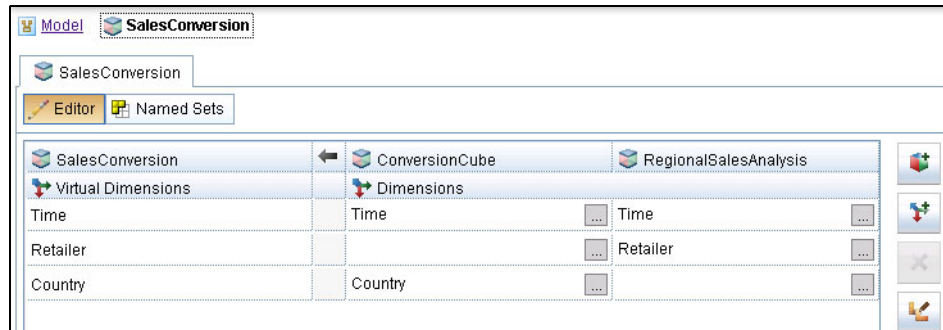 Model SalesConversion
SalesConversion
Editor Named Sets
SalesConversion ConversionCube RegionalSalesAnalysis
Virtual Dimensions Dimensions
Time Time ... Time ...
Retailer ... Retailer ...
Country Country ... ...